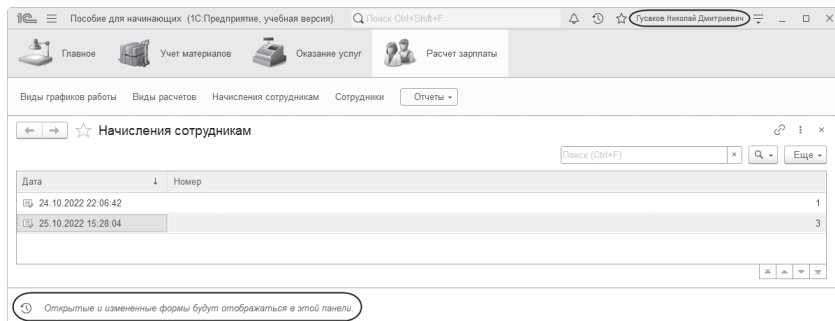 1С Пособие для начинающих (1С:Предприятие, учебная версия) Поиск Ctrl+Shift+F Гусаков Николай Дмитриевич
Главное Учет материалов Оказание услуг Расчет зарплаты
Виды графиков работы Виды расчетов Начисления сотрудникам Сотрудники Отчеты
Начисления сотрудникам
Поиск (Ctrl+F) × Еще
Дата ↓ Номер
24.10.2022 22:06:42 1
25.10.2022 15:28:04 3
Открытые и измененные формы будут отображаться в этой панели.